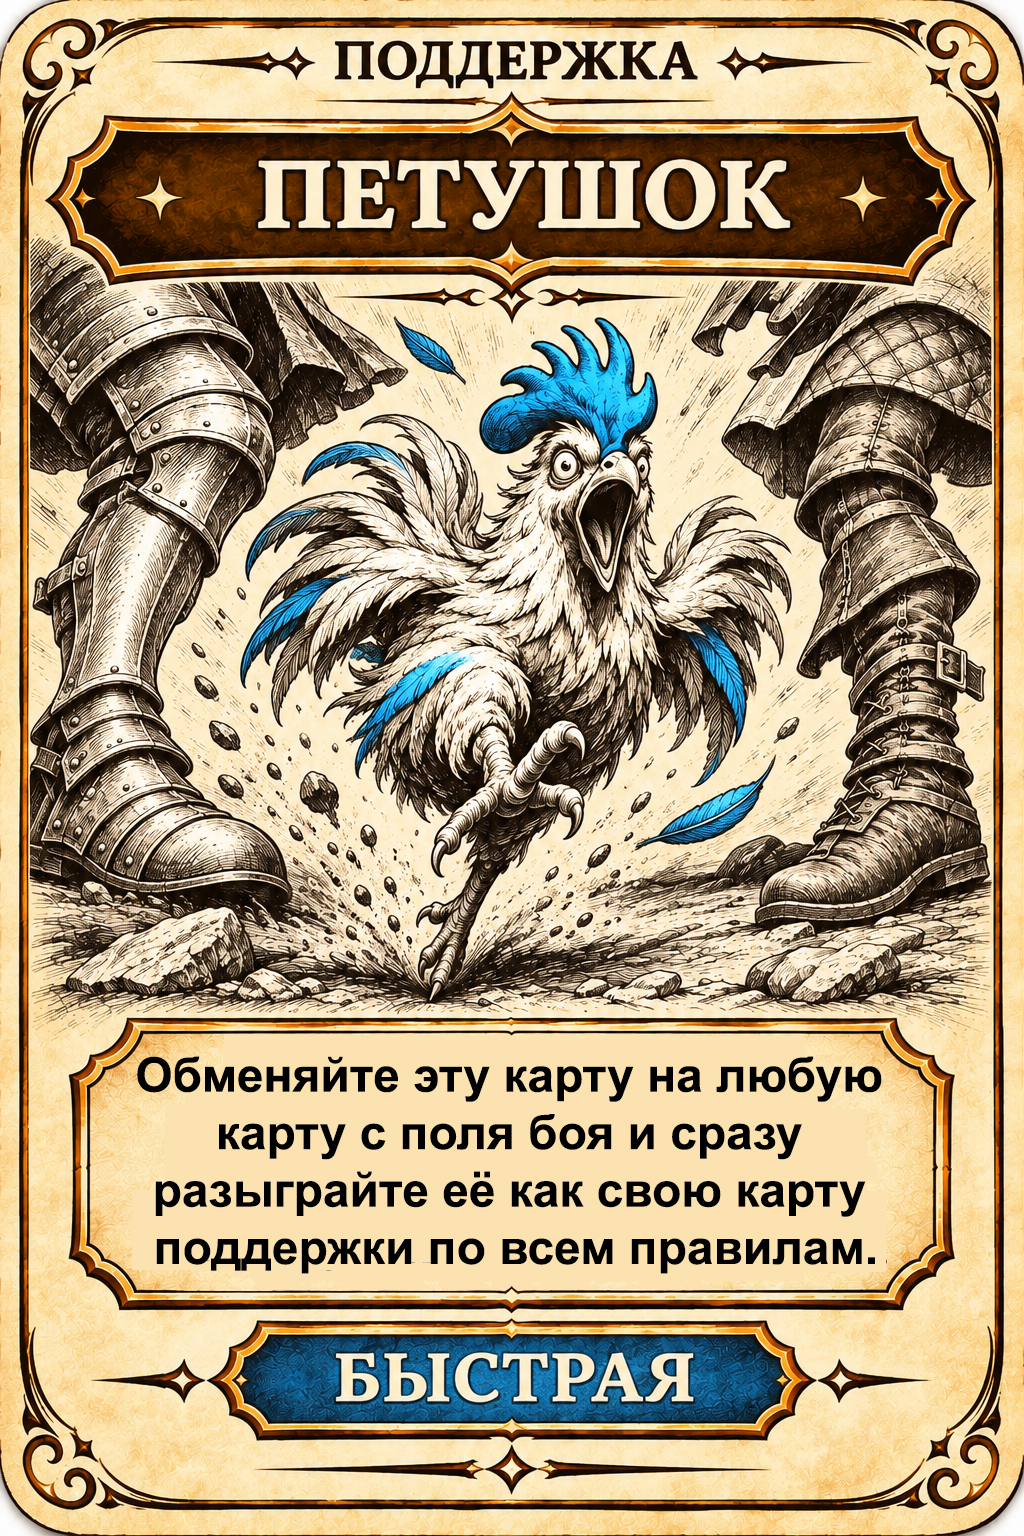 ПОДДЕРЖКА
ПЕТУШОК
Обменяйте эту карту на любую
карту с поля боя и сразу
разыграйте её как свою карту
поддержки по всем правилам.
БЫСТРАЯ